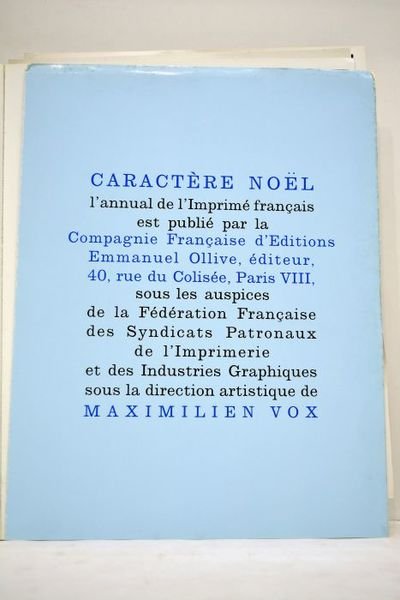 CARACTÈRE NOËL
l'annual de l'Imprimé français
est publié par la
Compagnie Française d'Editions
Emmanuel Ollive, éditeur,
40, rue du Colisée, Paris VIII,
sous les auspices
de la Fédération Française
des Syndicats Patronaux
de l'Imprimerie
et des Industries Graphiques
sous la direction artistique de
MAXIMILIEN VOX